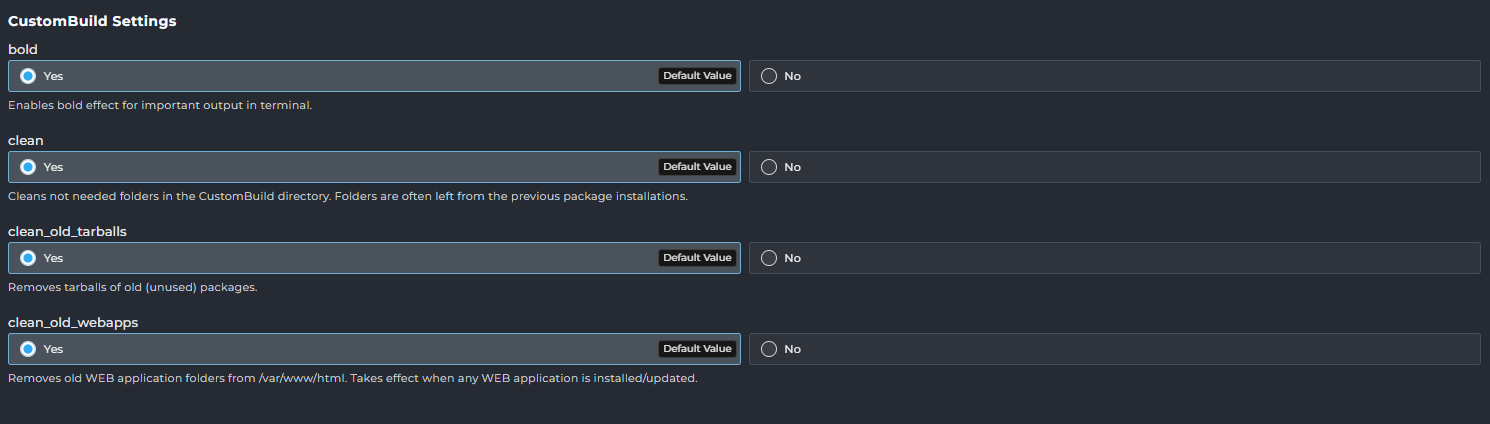 CustomBuild Settings
bold
Yes Default Value No
Enables bold effect for important output in terminal.
clean
Yes Default Value No
Cleans not needed folders in the CustomBuild directory. Folders are often left from the previous package installations.
clean_old_tarballs
Yes Default Value No
Removes tarballs of old (unused) packages.
clean_old_webapps
Yes Default Value No
Removes old WEB application folders from /var/www/html. Takes effect when any WEB application is installed/updated.